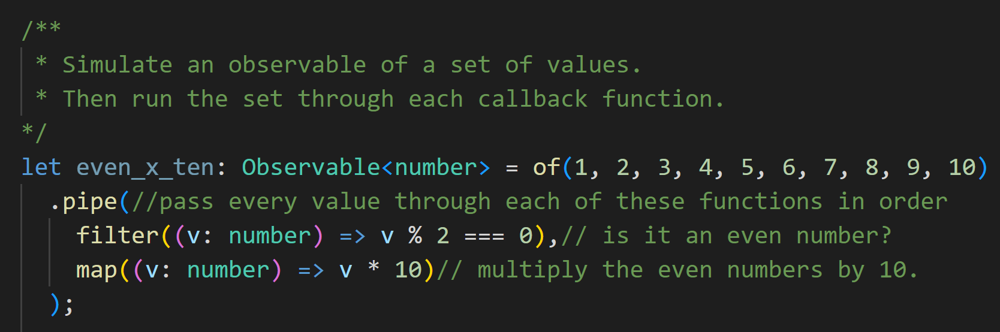 /**
 * Simulate an observable of a set of values.
 * Then run the set through each callback function.
*/
let even_x_ten: Observable<number> = of(1, 2, 3, 4, 5, 6, 7, 8, 9, 10)
  .pipe(//pass every value through each of these functions in order
    filter((v: number) => v % 2 === 0),// is it an even number?
    map((v: number) => v * 10)// multiply the even numbers by 10.
  );